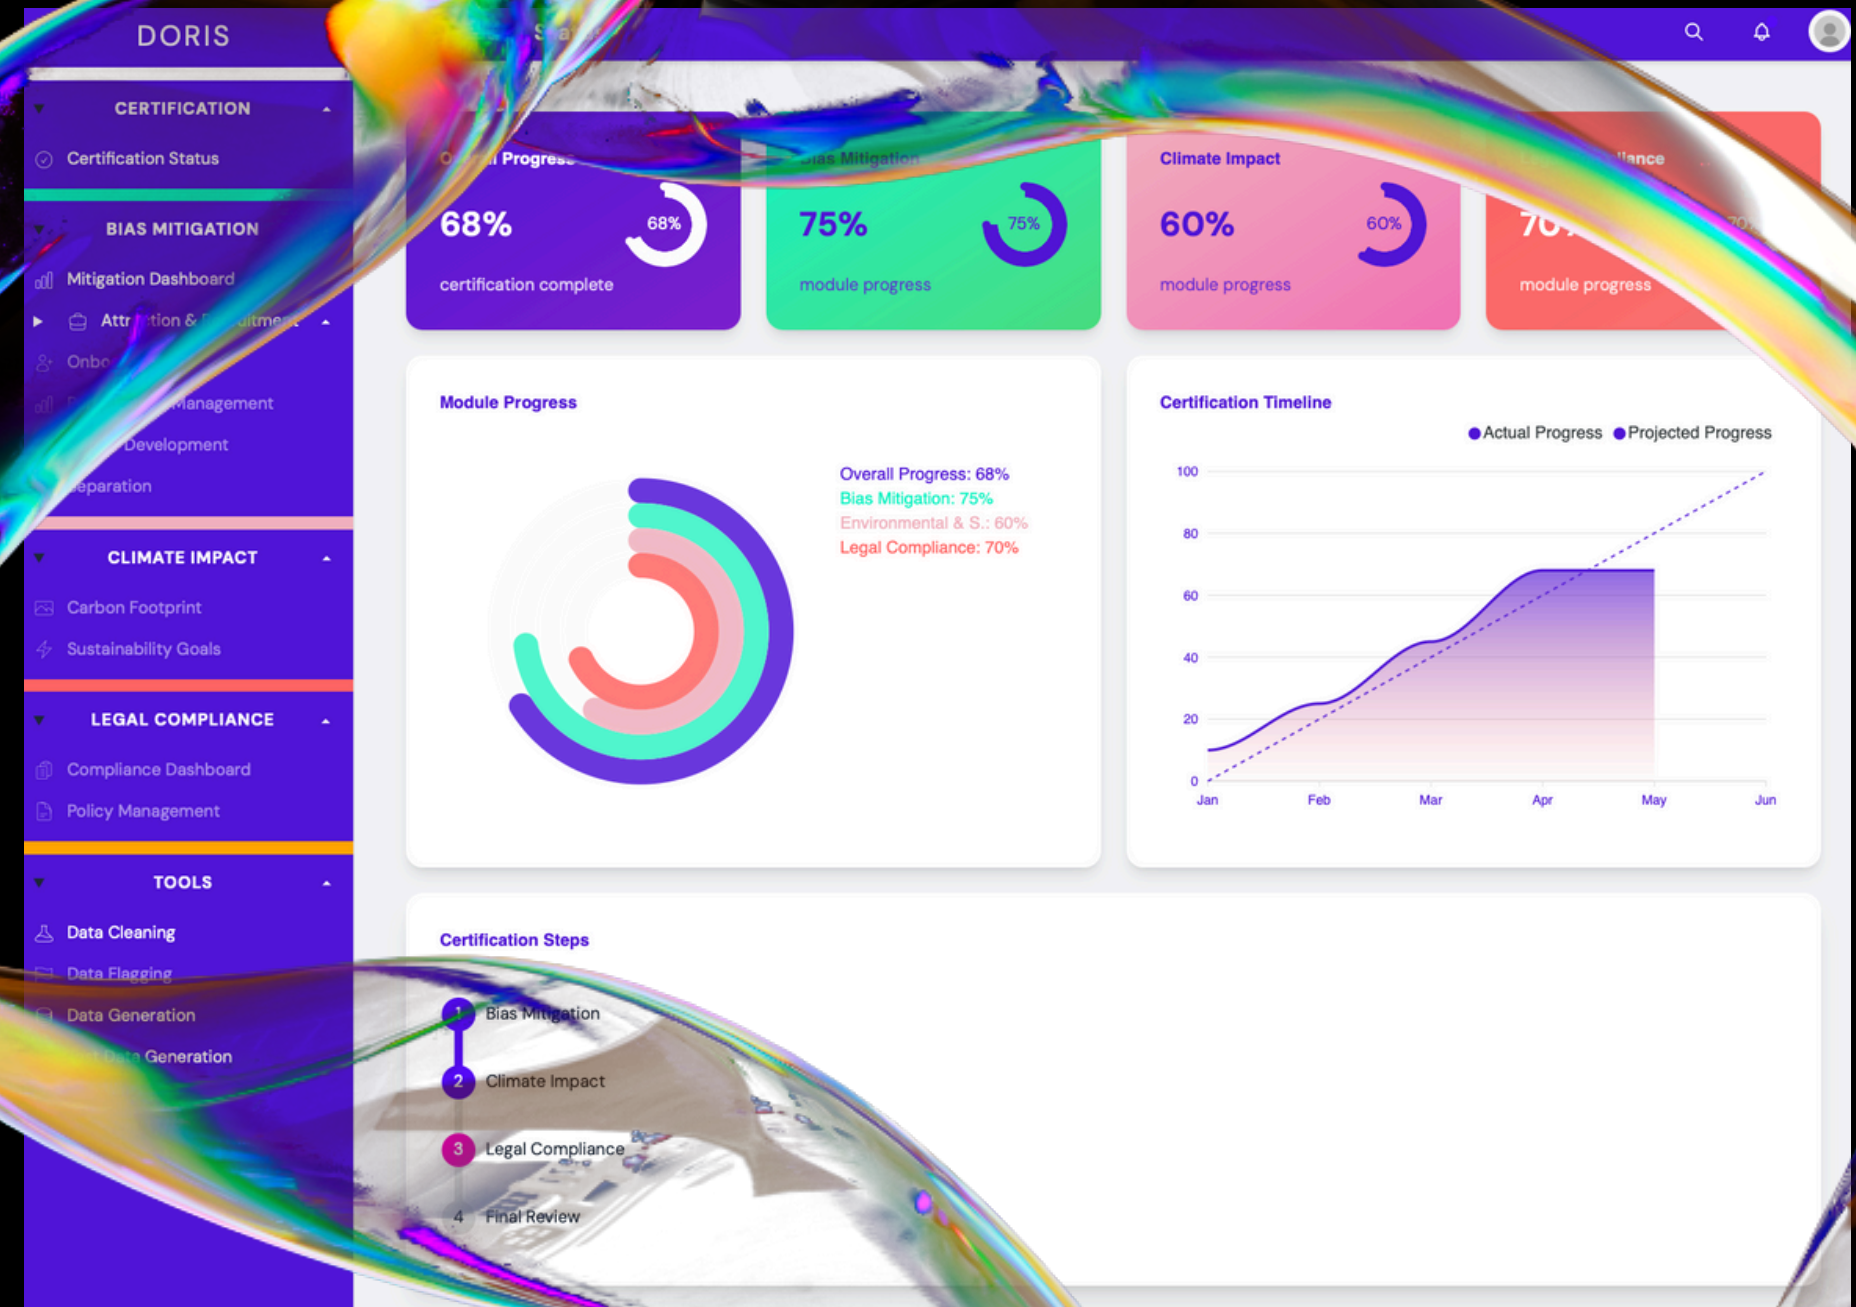 DORIS
CERTIFICATION
Certification Status
BIAS MITIGATION
Mitigation Dashboard
Management
Development
CLIMATE IMPACT
Carbon Footprint
Sustainability Goals
LEGAL COMPLIANCE
Compliance Dashboard
Policy Management
TOOLS
Data Cleaning
Data Flagging
Data Generation
Data Generation
Progress
68%
68%
certification complete
Bias Mitigation
75%
75%
module progress
Climate Impact
60%
60%
module progress
70%
module progress
Module Progress
Overall Progress: 68%
Bias Mitigation: 75%
Environmental & S.: 60%
Legal Compliance: 70%
Certification Timeline
Actual Progress Projected Progress
100
80
60
40
20
0
Jan Feb Mar Apr May Jun
Certification Steps
1 Bias Mitigation
2 Climate Impact
3 Legal Compliance
4 Final Review